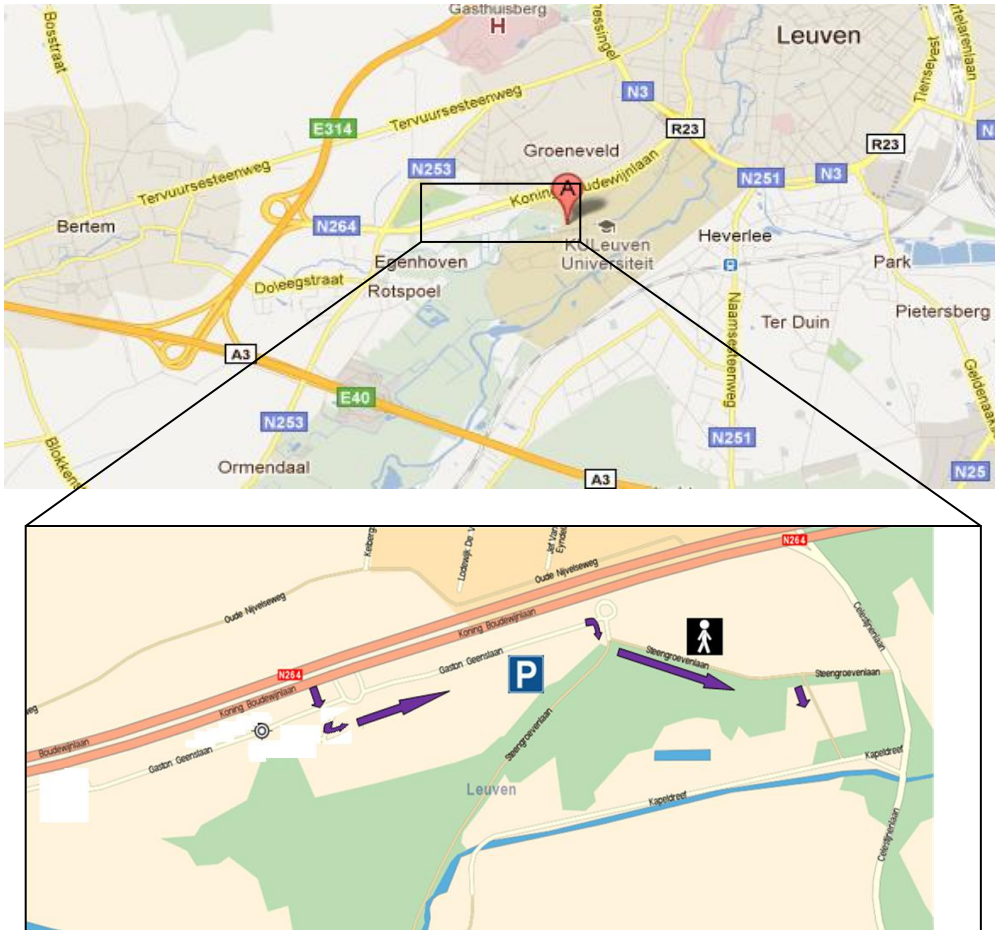 Gasthuisberg
H
Leuven
Bosstraat
Tiensevest
N3
E314
Tervuursesteenweg
R23
N253
Groeneveld
R23
Tervuursesteenweg
N251
N3
A
Bertem
N264
KULeuven
Universiteit
Heverlee
Egenhoven
Park
Doleegstraat
Rotspoel
Pietersberg
Ter Duin
Naamsesteenweg
A3
E40
N253
N251
Ormendaal
N25
A3
N264
Oude Nijvelseweg
Oude Nijvelseweg
Koning Boudewijnlaan
Celestijnenlaan
Gaston Geenslaan
P
Steengroevenlaan
Steengroevenlaan
N264
Koning Boudewijnlaan
Boudewijnlaan
Gaston Geenslaan
Steengroevenlaan
Kapeldreef
Leuven
Kapeldreef
Celestijnenlaan